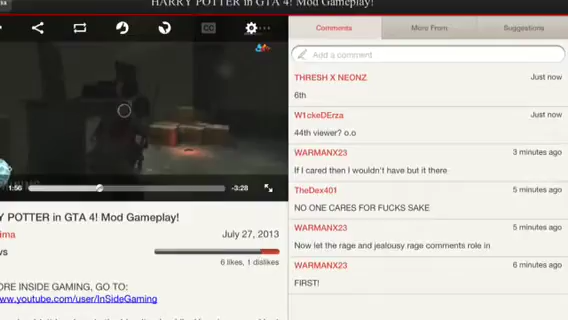 HARRY POTTER in GTA 4! Mod Gameplay!
CC
1:56
-3:28
Y POTTER in GTA 4! Mod Gameplay!
ima
July 27, 2013
ws
6 likes, 1 dislikes
ORE INSIDE GAMING, GO TO:
www.youtube.com/user/InSideGaming
Comments
More From
Suggestions
Add a comment
THRESH X NEONZ
Just now
6th
W1ckeDErza
Just now
44th viewer? o.o
WARMANX23
3 minutes ago
If I cared then I wouldn't have but it there
TheDex401
5 minutes ago
NO ONE CARES FOR FUCKS SAKE
WARMANX23
5 minutes ago
Now let the rage and jealousy rage comments role in
WARMANX23
6 minutes ago
FIRST!